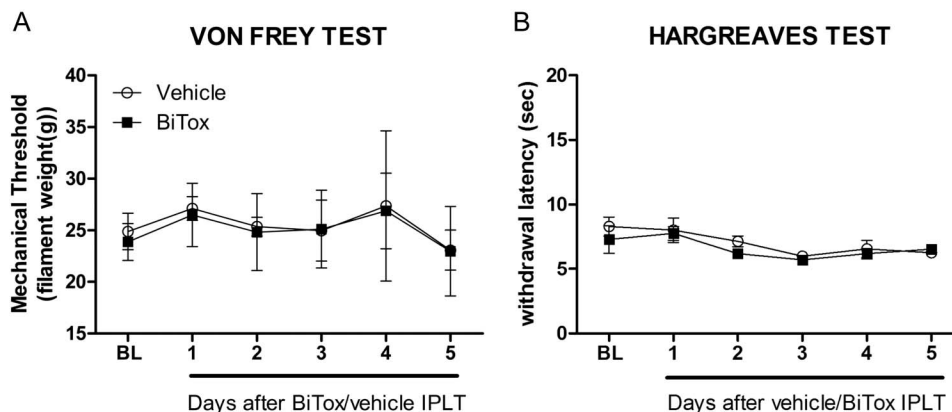 A
VON FREY TEST
Mechanical Threshold
(filament weight(g))
40
35
30
25
20
15
Vehicle
BiTox
BL 1 2 3 4 5
Days after BiTox/vehicle IPLT
B
HARGREAVES TEST
withdrawal latency (sec)
20
15
10
5
0
BL 1 2 3 4 5
Days after vehicle/BiTox IPLT